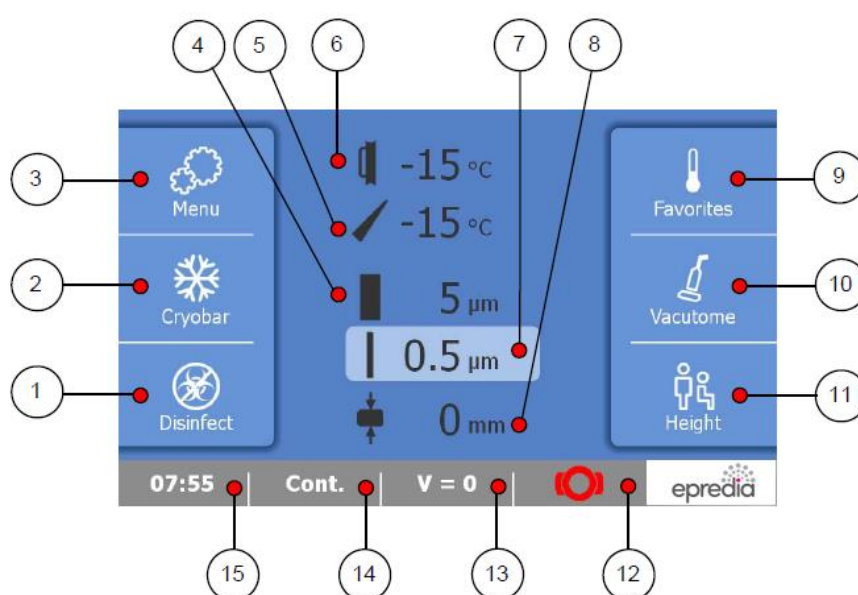 4
5
6
7
8
3
Menu
-15 °C
Favorites
9
-15 °C
2
Cryobar
5 µm
Vacutome
10
0.5 µm
1
Disinfect
0 mm
Height
11
07:55
Cont.
V = 0
epredia
15
14
13
12